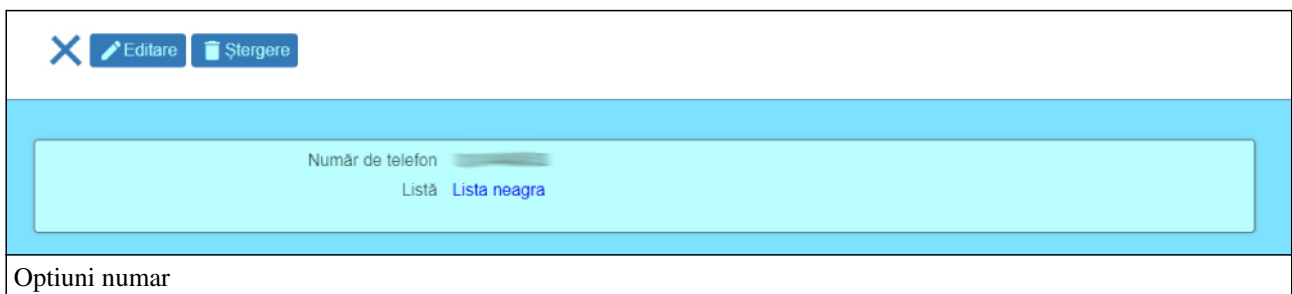 Editare Ștergere
Număr de telefon
Listă Lista neagra
Optiuni numar